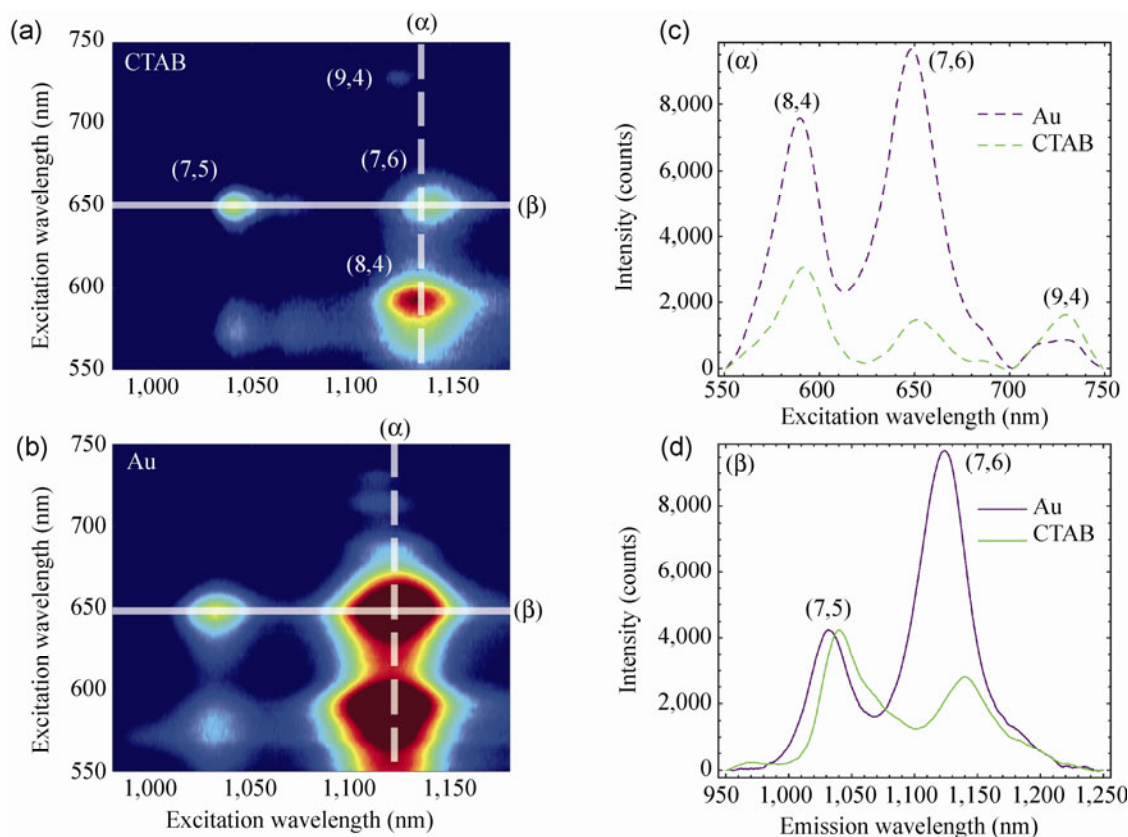 (a)
(α)
750
CTAB
(9,4)
700
(7,5)
(7,6)
650
(β)
(8,4)
600
550
1,000 1,050 1,100 1,150
Excitation wavelength (nm)
(b)
(α)
750
Au
700
650
(β)
600
550
1,000 1,050 1,100 1,150
Excitation wavelength (nm)
Excitation wavelength (nm)
(c)
(α)
(7,6)
(8,4)
Au
CTAB
(9,4)
8,000
6,000
4,000
2,000
0
550 600 650 700 750
Intensity (counts)
Excitation wavelength (nm)
(d)
(β)
(7,6)
Au
CTAB
(7,5)
8,000
6,000
4,000
2,000
0
950 1,000 1,050 1,100 1,150 1,200 1,250
Intensity (counts)
Emission wavelength (nm)